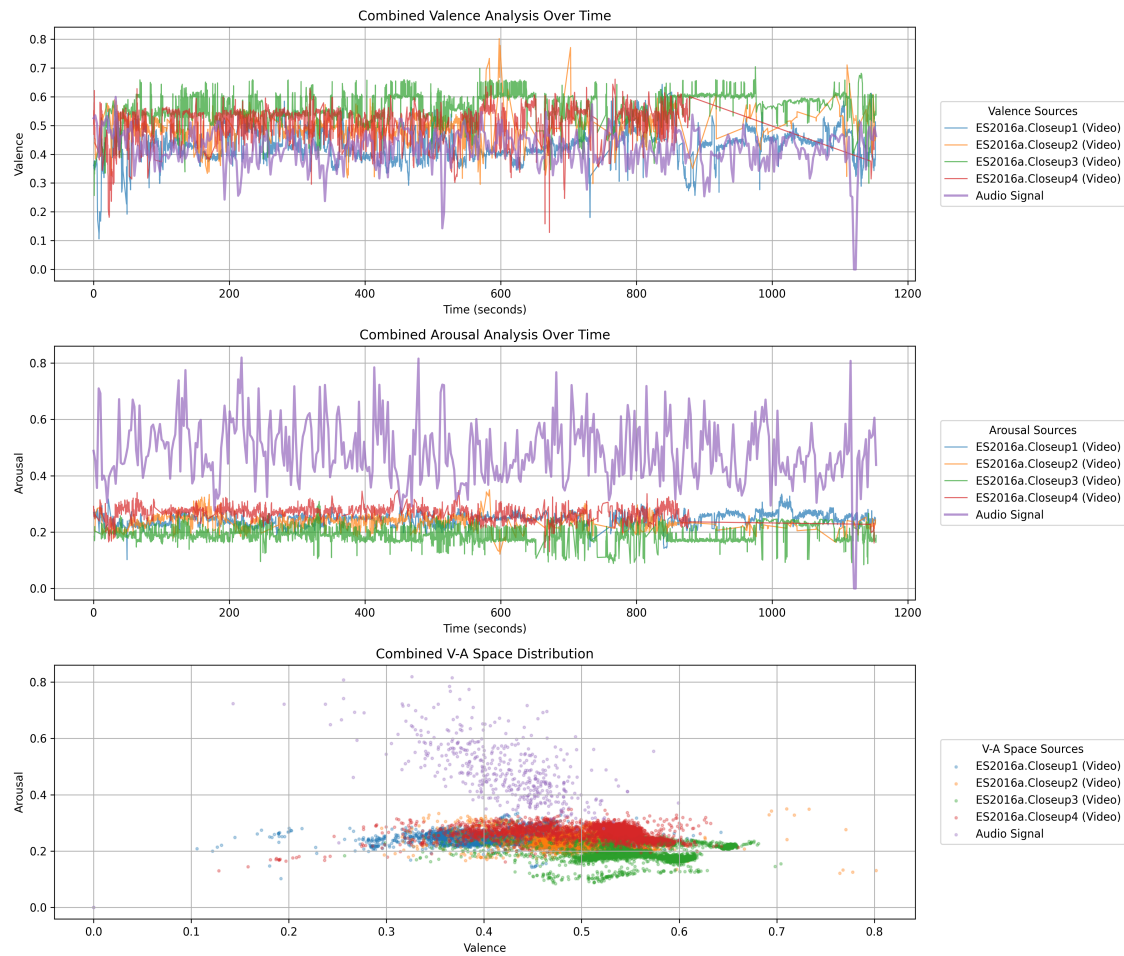 Combined Valence Analysis Over Time
0.8
0.7
0.6
0.5
0.4
0.3
0.2
0.1
0.0
Valence
0 200 400 600 800 1000 1200
Time (seconds)
Valence Sources
ES2016a.Closeup1 (Video)
ES2016a.Closeup2 (Video)
ES2016a.Closeup3 (Video)
ES2016a.Closeup4 (Video)
Audio Signal
Combined Arousal Analysis Over Time
0.8
0.6
0.4
0.2
0.0
Arousal
0 200 400 600 800 1000 1200
Time (seconds)
Arousal Sources
ES2016a.Closeup1 (Video)
ES2016a.Closeup2 (Video)
ES2016a.Closeup3 (Video)
ES2016a.Closeup4 (Video)
Audio Signal
Combined V-A Space Distribution
0.8
0.6
0.4
0.2
0.0
Arousal
0.0 0.1 0.2 0.3 0.4 0.5 0.6 0.7 0.8
Valence
V-A Space Sources
ES2016a.Closeup1 (Video)
ES2016a.Closeup2 (Video)
ES2016a.Closeup3 (Video)
ES2016a.Closeup4 (Video)
Audio Signal